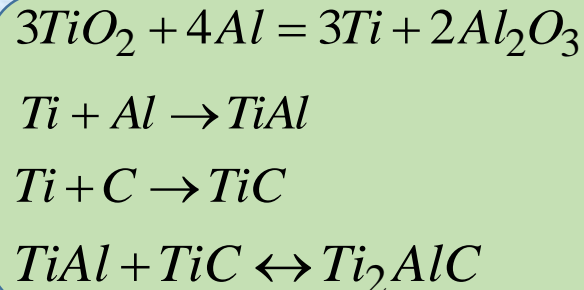 3TiO₂ + 4Al = 3Ti + 2Al₂O₃
Ti + Al → TiAl
Ti + C → TiC
TiAl + TiC ↔ Ti₂AlC